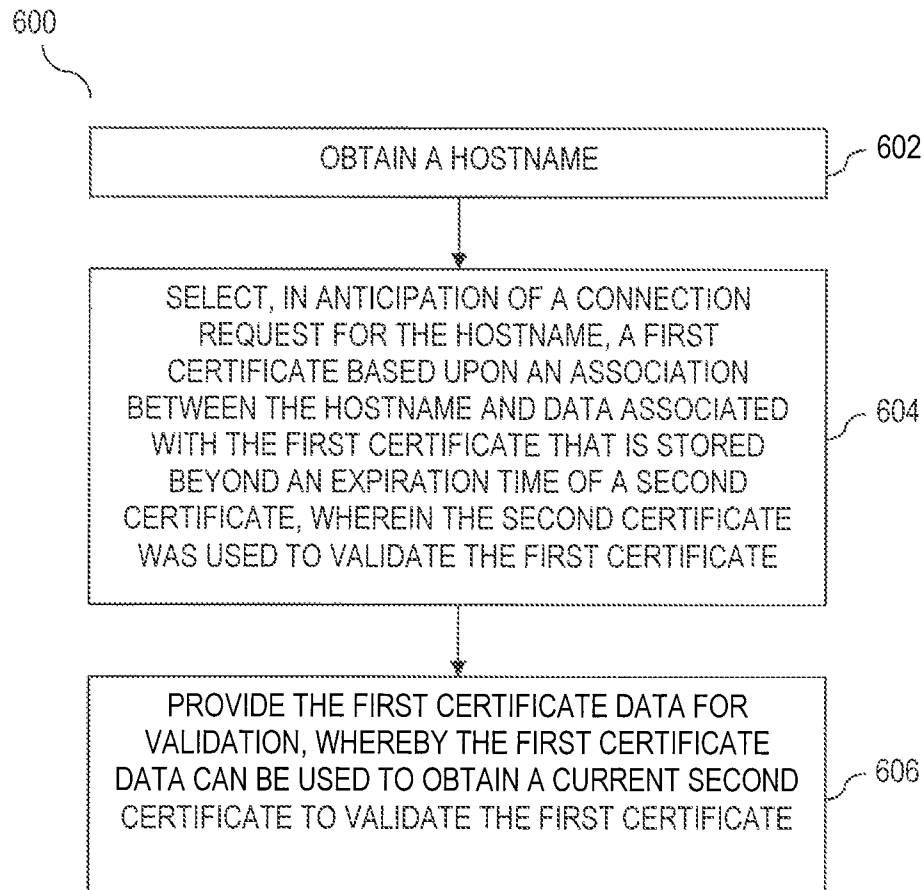 600
OBTAIN A HOSTNAME
602
SELECT, IN ANTICIPATION OF A CONNECTION
REQUEST FOR THE HOSTNAME, A FIRST
CERTIFICATE BASED UPON AN ASSOCIATION
BETWEEN THE HOSTNAME AND DATA ASSOCIATED
WITH THE FIRST CERTIFICATE THAT IS STORED
BEYOND AN EXPIRATION TIME OF A SECOND
CERTIFICATE, WHEREIN THE SECOND CERTIFICATE
WAS USED TO VALIDATE THE FIRST CERTIFICATE
604
PROVIDE THE FIRST CERTIFICATE DATA FOR
VALIDATION, WHEREBY THE FIRST CERTIFICATE
DATA CAN BE USED TO OBTAIN A CURRENT SECOND
CERTIFICATE TO VALIDATE THE FIRST CERTIFICATE
606